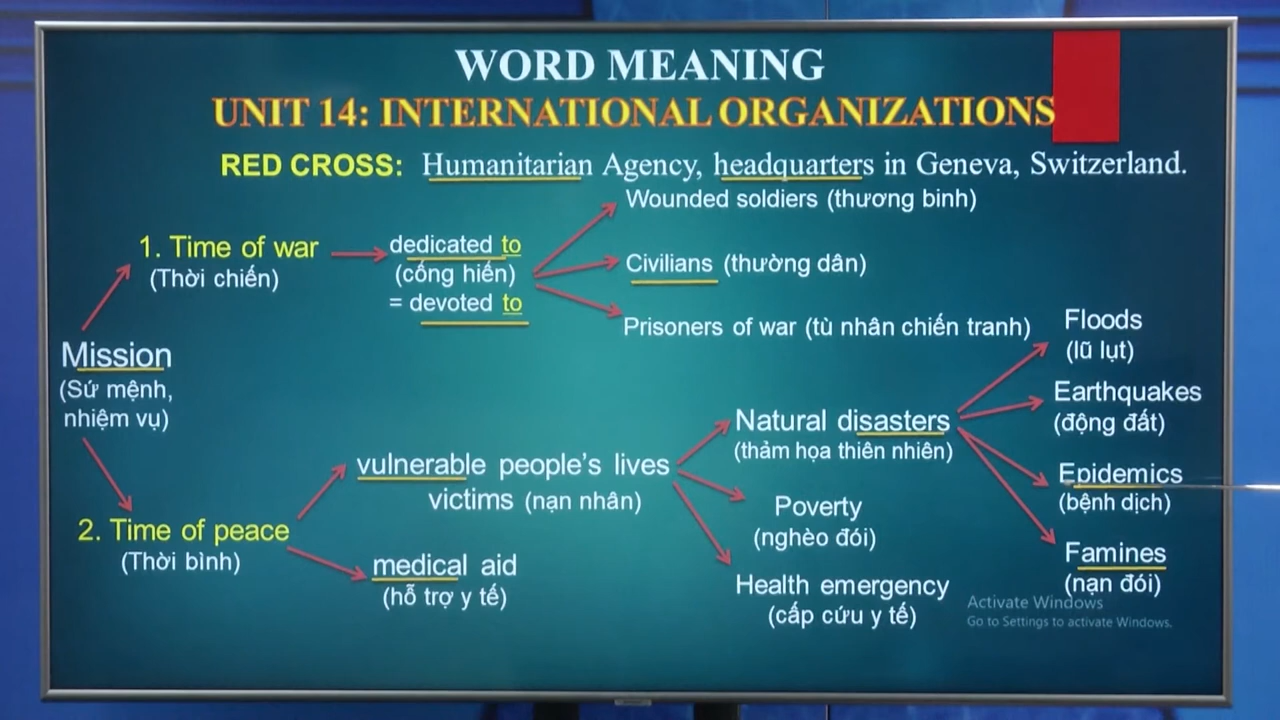 WORD MEANING
UNIT 14: INTERNATIONAL ORGANIZATIONS
RED CROSS: Humanitarian Agency, headquarters in Geneva, Switzerland.
Mission
(Sứ mệnh,
nhiệm vụ)
1. Time of war
(Thời chiến)
dedicated to
(cống hiến)
= devoted to
Wounded soldiers (thương binh)
Civilians (thường dân)
Prisoners of war (tù nhân chiến tranh)
2. Time of peace
(Thời bình)
vulnerable people's lives
victims (nạn nhân)
medical aid
(hỗ trợ y tế)
Natural disasters
(thảm họa thiên nhiên)
Poverty
(nghèo đói)
Health emergency
(cấp cứu y tế)
Floods
(lũ lụt)
Earthquakes
(động đất)
Epidemics
(bệnh dịch)
Famines
(nạn đói)
Activate Windows
Go to Settings to activate Windows.